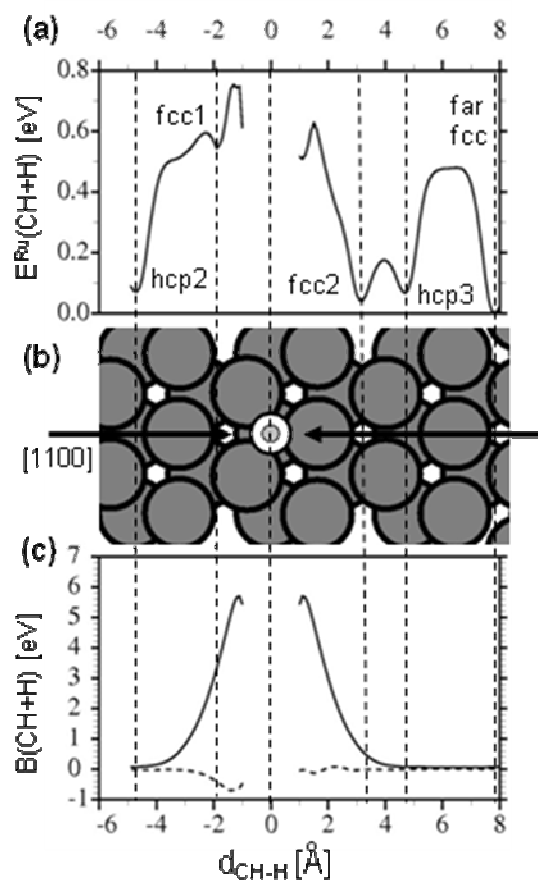 (a)
-6 -4 -2 0 2 4 6 8
0.8
0.6
0.4
0.2
0.0
E^Ru(CH+H) [eV]
fcc1
far
fcc
hcp2
fcc2
hcp3
(b)
[1100]
(c)
7
6
5
4
3
2
1
0
-1
B(CH+H) [eV]
-6 -4 -2 0 2 4 6 8
d_CH-H [Å]